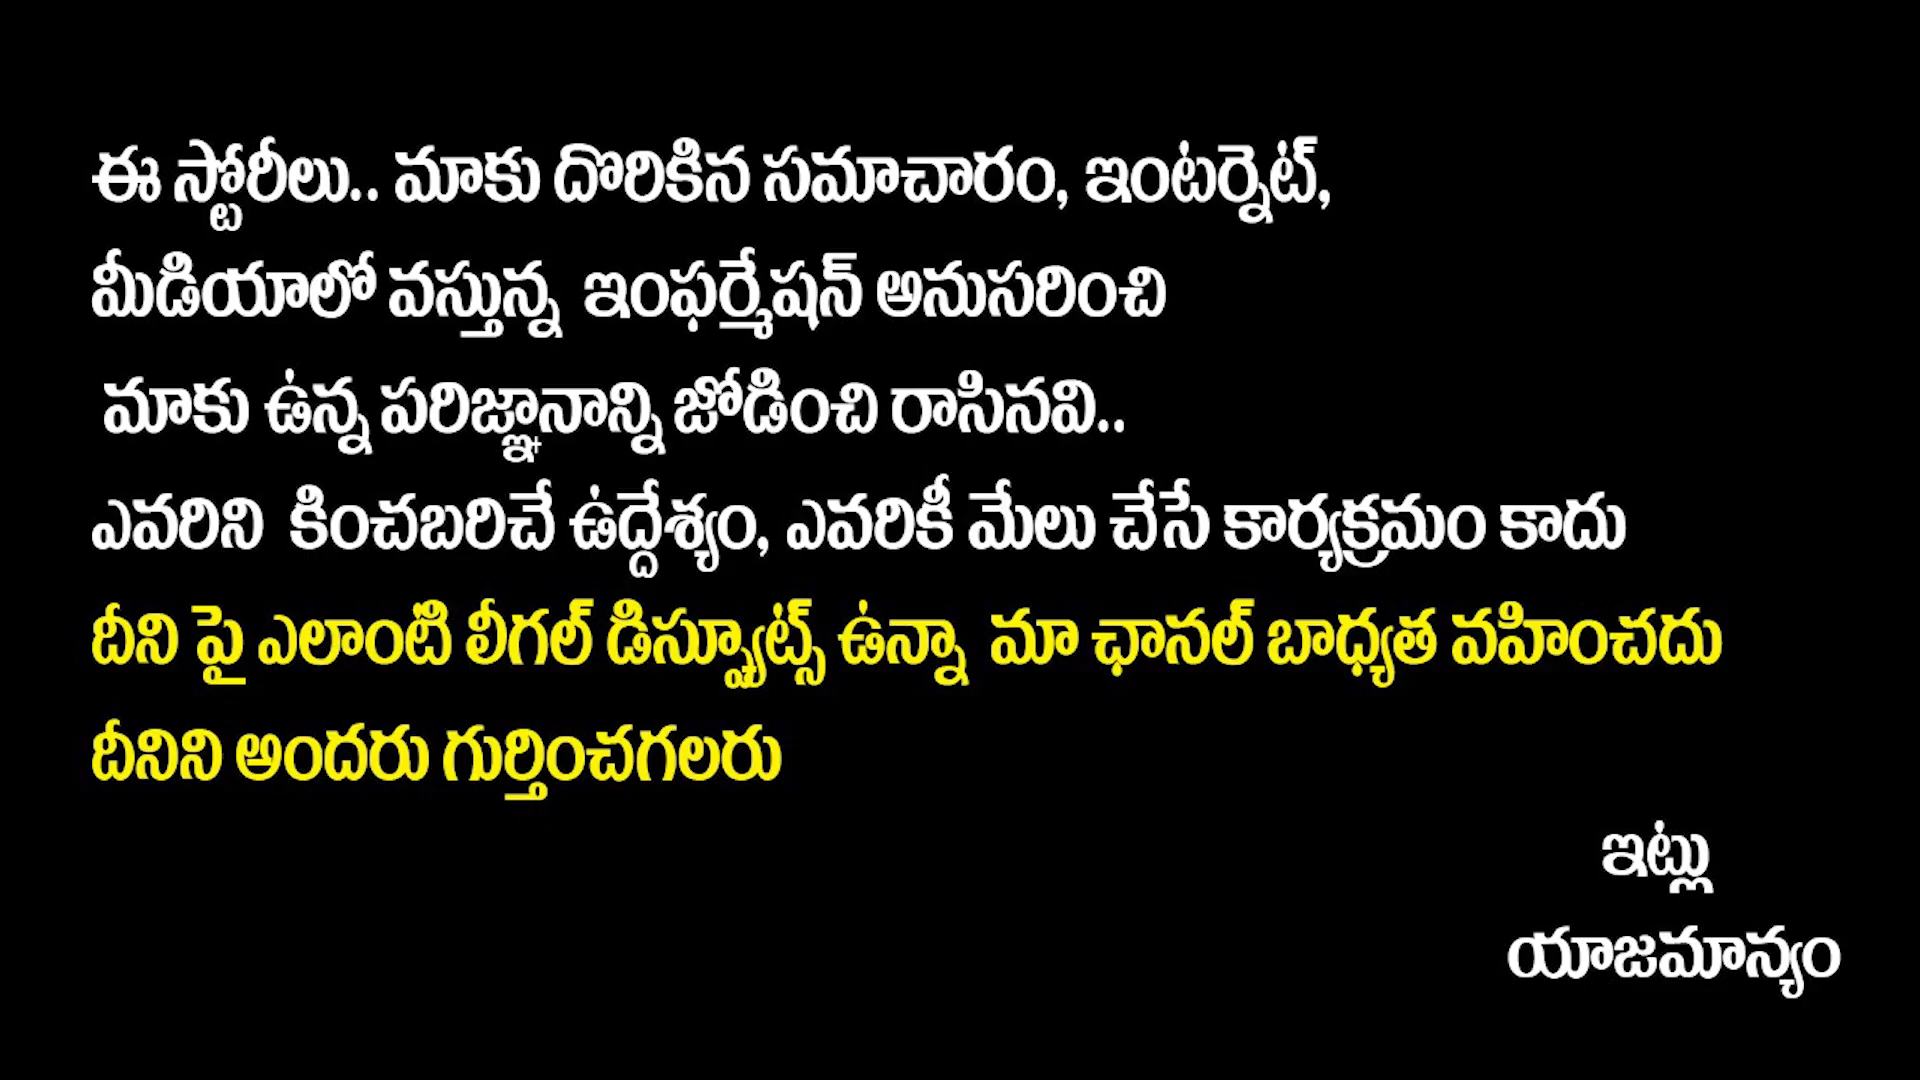 ఈ స్టోరీలు.. మాకు దొరికిన సమాచారం, ఇంటర్నెట్,
మీడియాలో వస్తున్న ఇంఫర్మేషన్ అనుసరించి
మాకు ఉన్న పరిజ్ఞానాన్ని జోడించి రాసినవి..
ఎవరిని కించబరిచే ఉద్దేశ్యం, ఎవరికీ మేలు చేసే కార్యక్రమం కాదు
దీని పై ఎలాంటి లీగల్ డిస్ప్యూట్స్ ఉన్నా మా ఛానల్ బాధ్యత వహించదు
దీనిని అందరు గుర్తించగలరు
ఇట్లు
యాజమాన్యం